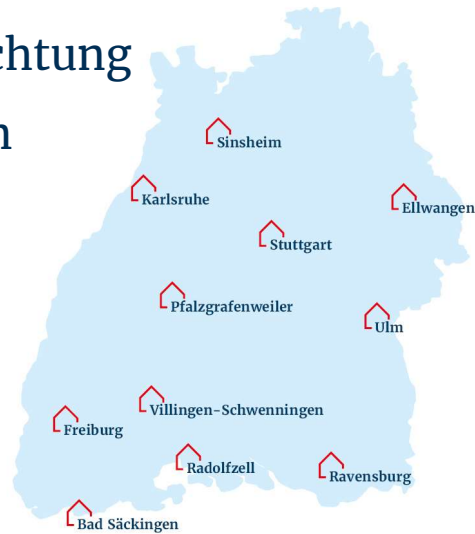 chtung
n
Sinsheim
Karlsruhe
Ellwangen
Stuttgart
Pfalzgrafenweiler
Ulm
Villingen-Schwenningen
Freiburg
Radolfzell
Ravensburg
Bad Säckingen